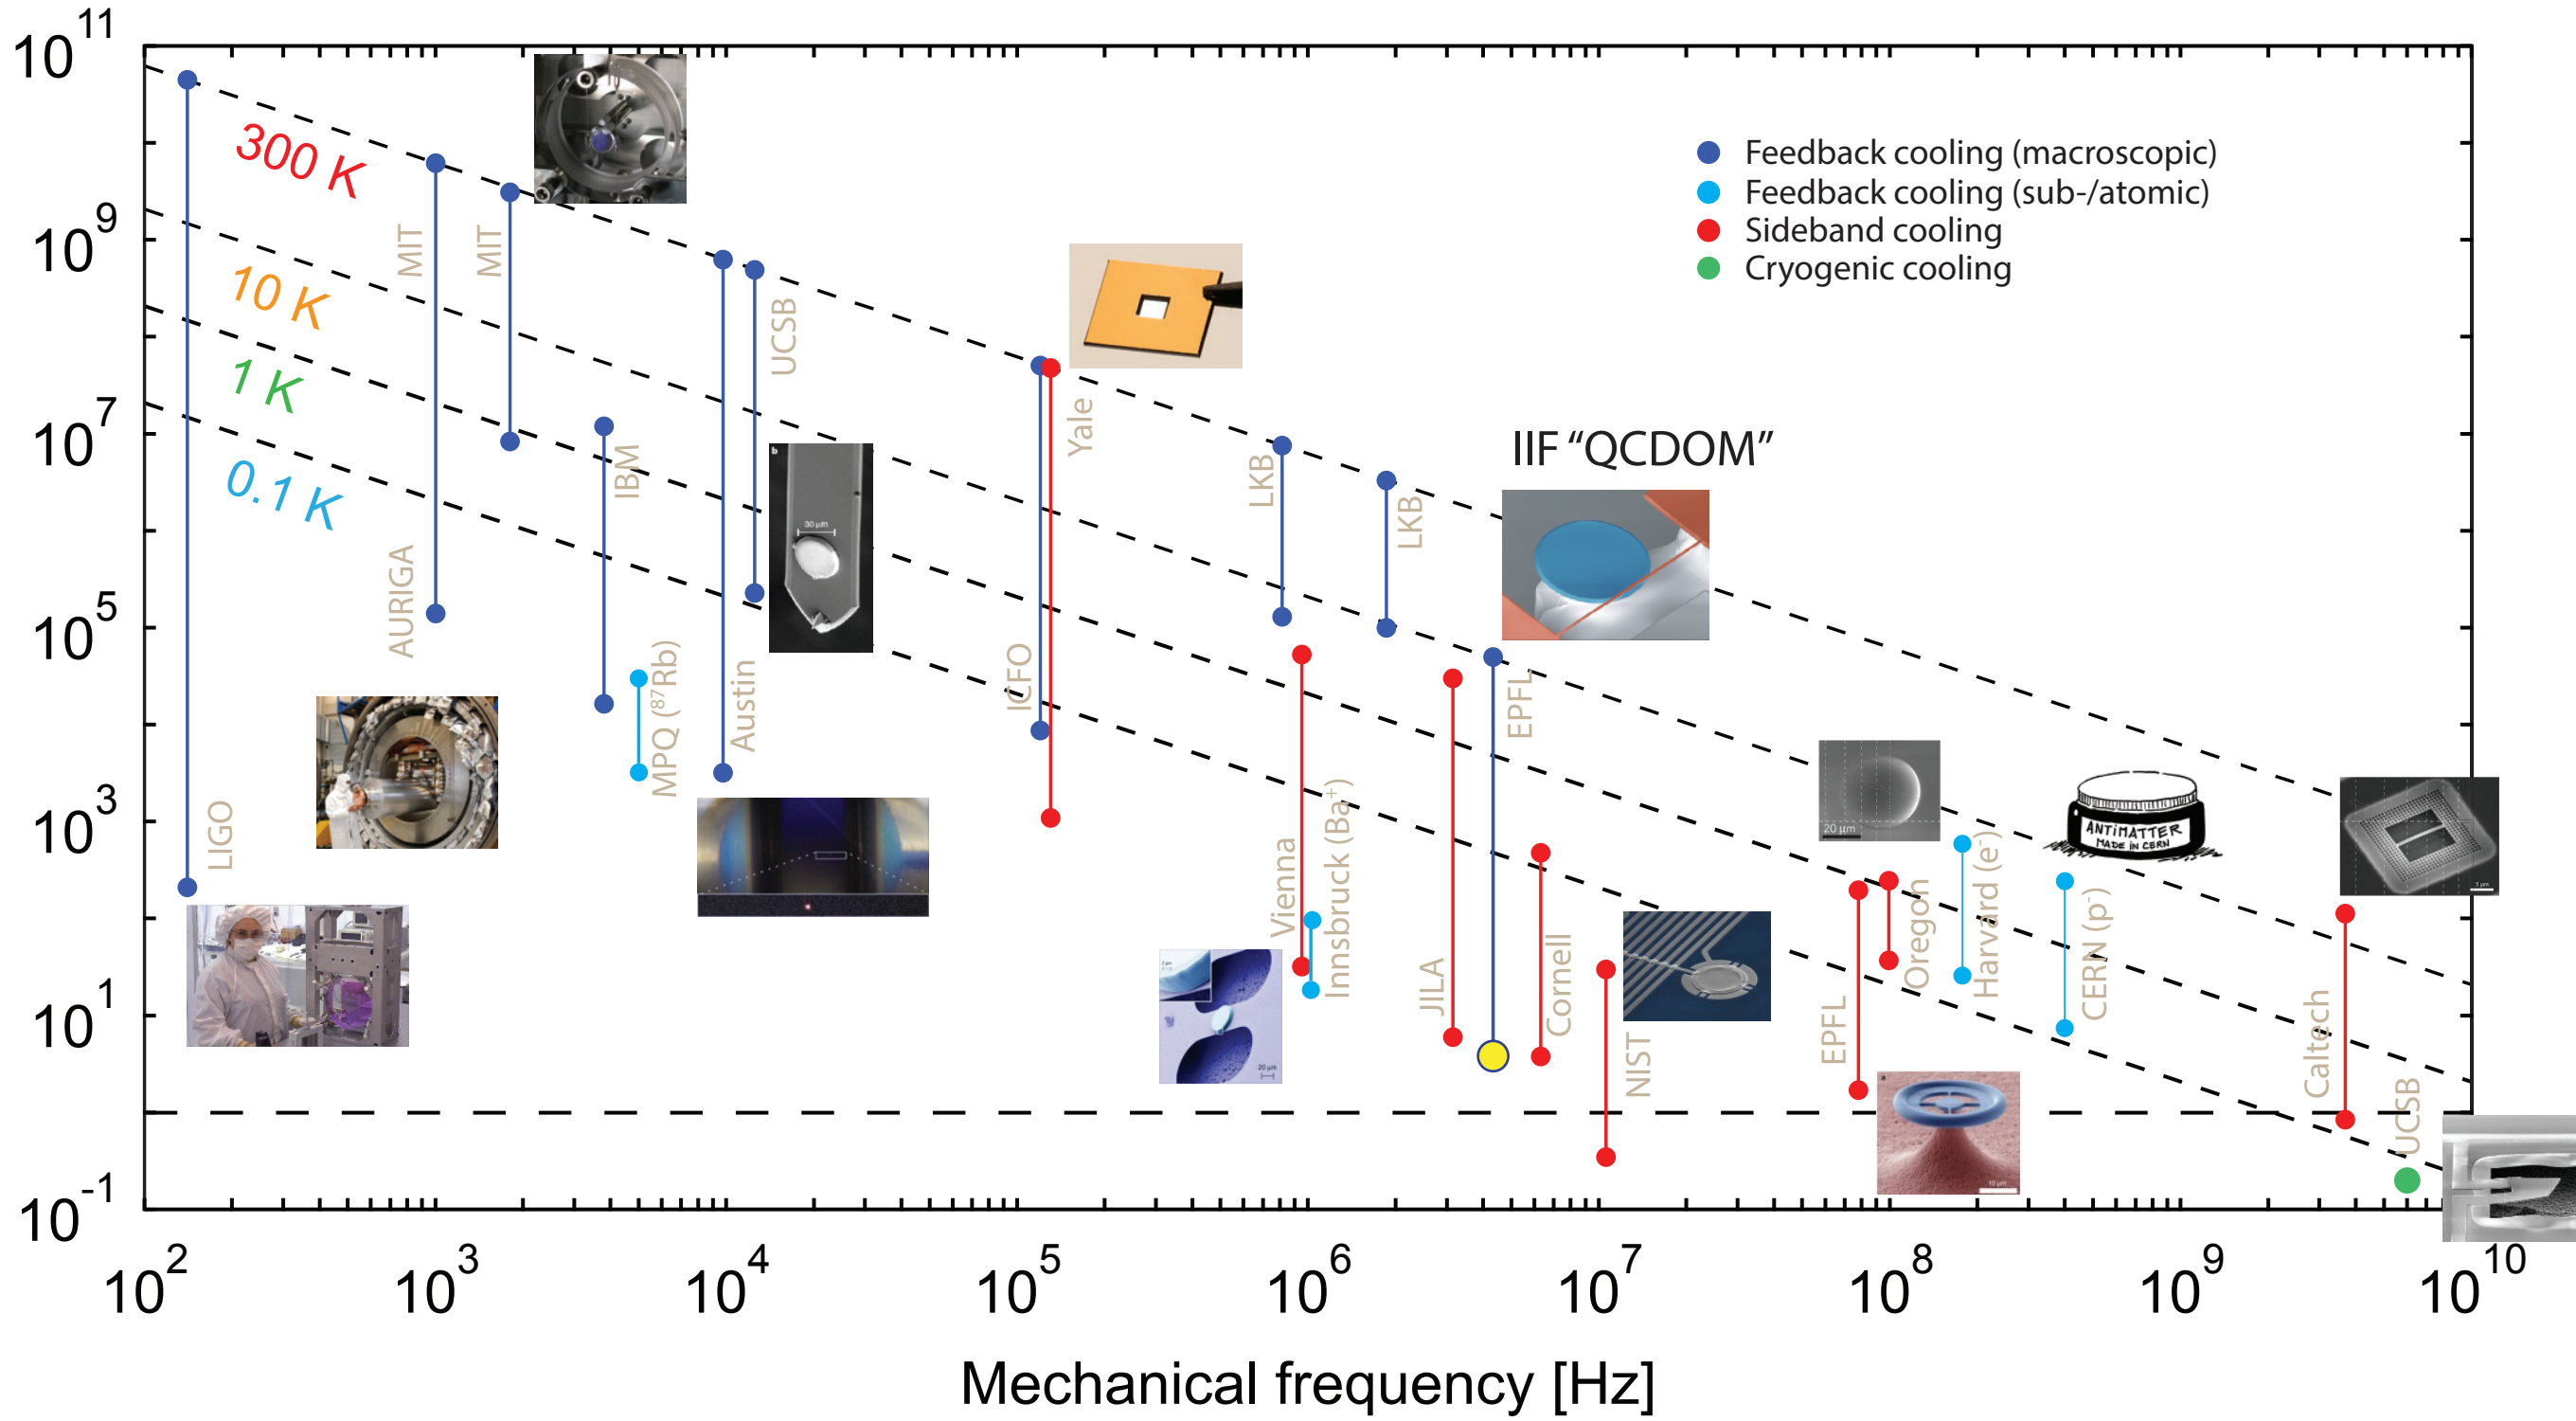 10^11
10^9
10^7
10^5
10^3
10^1
10^-1
300 K
10 K
1 K
0.1 K
Feedback cooling (macroscopic)
Feedback cooling (sub-/atomic)
Sideband cooling
Cryogenic cooling
MIT
MIT
UCSB
IBM
AURIGA
MPQ (⁸⁷Rb)
Austin
LIGO
b
30 µm
Yale
ICFO
LKB
LKB
IIF “QCDOM”
EPFL
Vienna
Innsbruck (Ba⁺)
20 µm
JILA
Cornell
NIST
20 µm
EPFL
Oregon
Harvard (e⁻)
ANTIMATTER
MADE IN CERN
CERN (p⁻)
a
10 µm
Caltech
UCSB
10^2 10^3 10^4 10^5 10^6 10^7 10^8 10^9 10^10
Mechanical frequency [Hz]